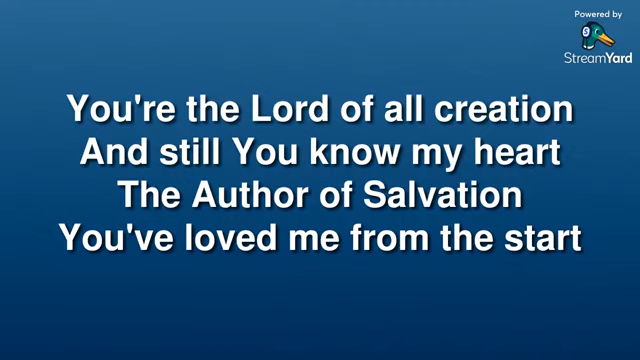 Powered by
StreamYard
You're the Lord of all creation
And still You know my heart
The Author of Salvation
You've loved me from the start